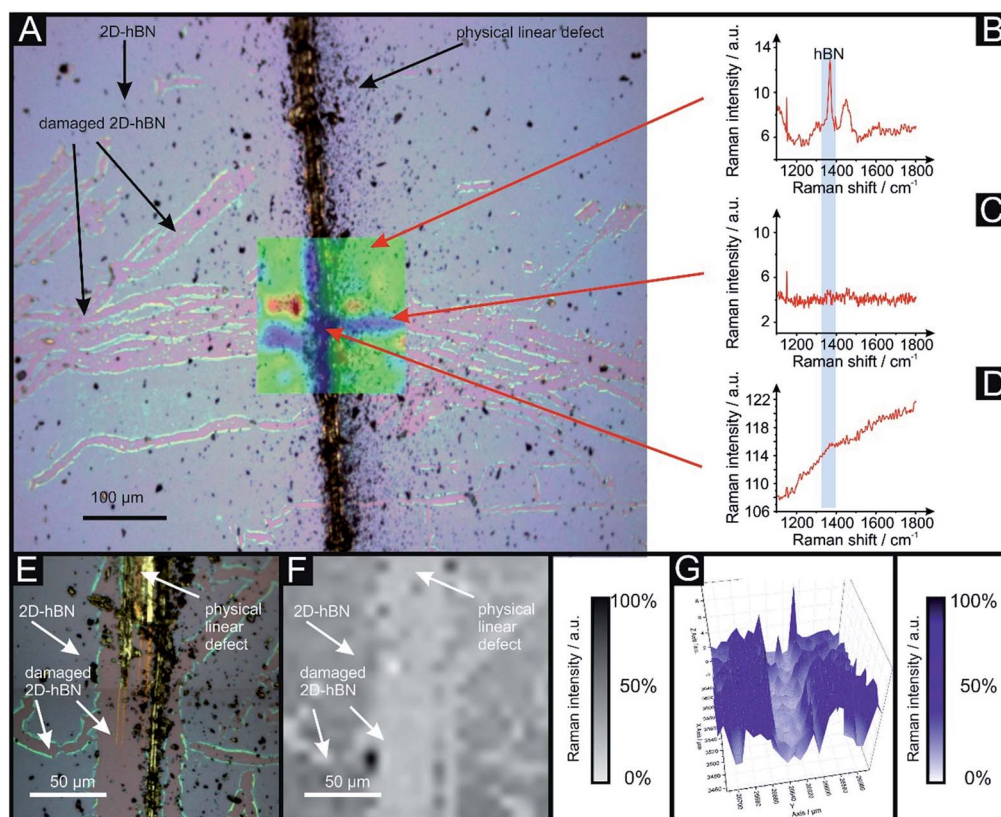 A
2D-hBN
damaged 2D-hBN
physical linear defect
100 µm
B
hBN
Raman intensity / a.u.
14
10
6
1200 1400 1600 1800
Raman shift / cm-1
C
Raman intensity / a.u.
10
6
2
1200 1400 1600 1800
Raman shift / cm-1
D
Raman intensity / a.u.
122
118
114
110
106
1200 1400 1600 1800
Raman shift / cm-1
E
2D-hBN
physical
linear
defect
damaged
2D-hBN
50 µm
F
2D-hBN
physical
linear
defect
damaged
2D-hBN
50 µm
Raman intensity / a.u.
100%
50%
0%
G
Y
Axis / µm
Raman intensity / a.u.
100%
50%
0%